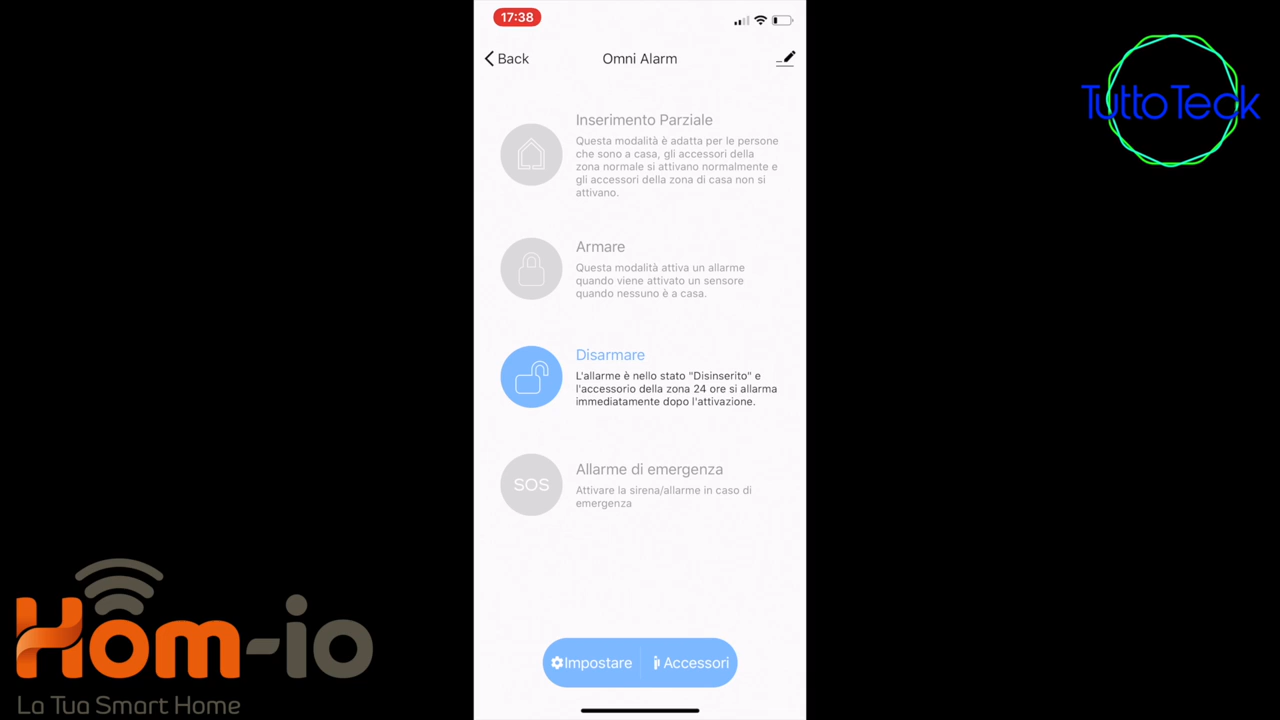 17:38
Back
Omni Alarm
TuttoTeck
Inserimento Parziale
Questa modalità è adatta per le persone
che sono a casa, gli accessori della
zona normale si attivano normalmente e
gli accessori della zona di casa non si
attivano.
Armare
Questa modalità attiva un allarme
quando viene attivato un sensore
quando nessuno è a casa.
Disarmare
L'allarme è nello stato "Disinserito" e
l'accessorio della zona 24 ore si allarma
immediatamente dopo l'attivazione.
SOS
Allarme di emergenza
Attivare la sirena/allarme in caso di
emergenza
Impostare
Accessori
Hom-io
La Tua Smart Home